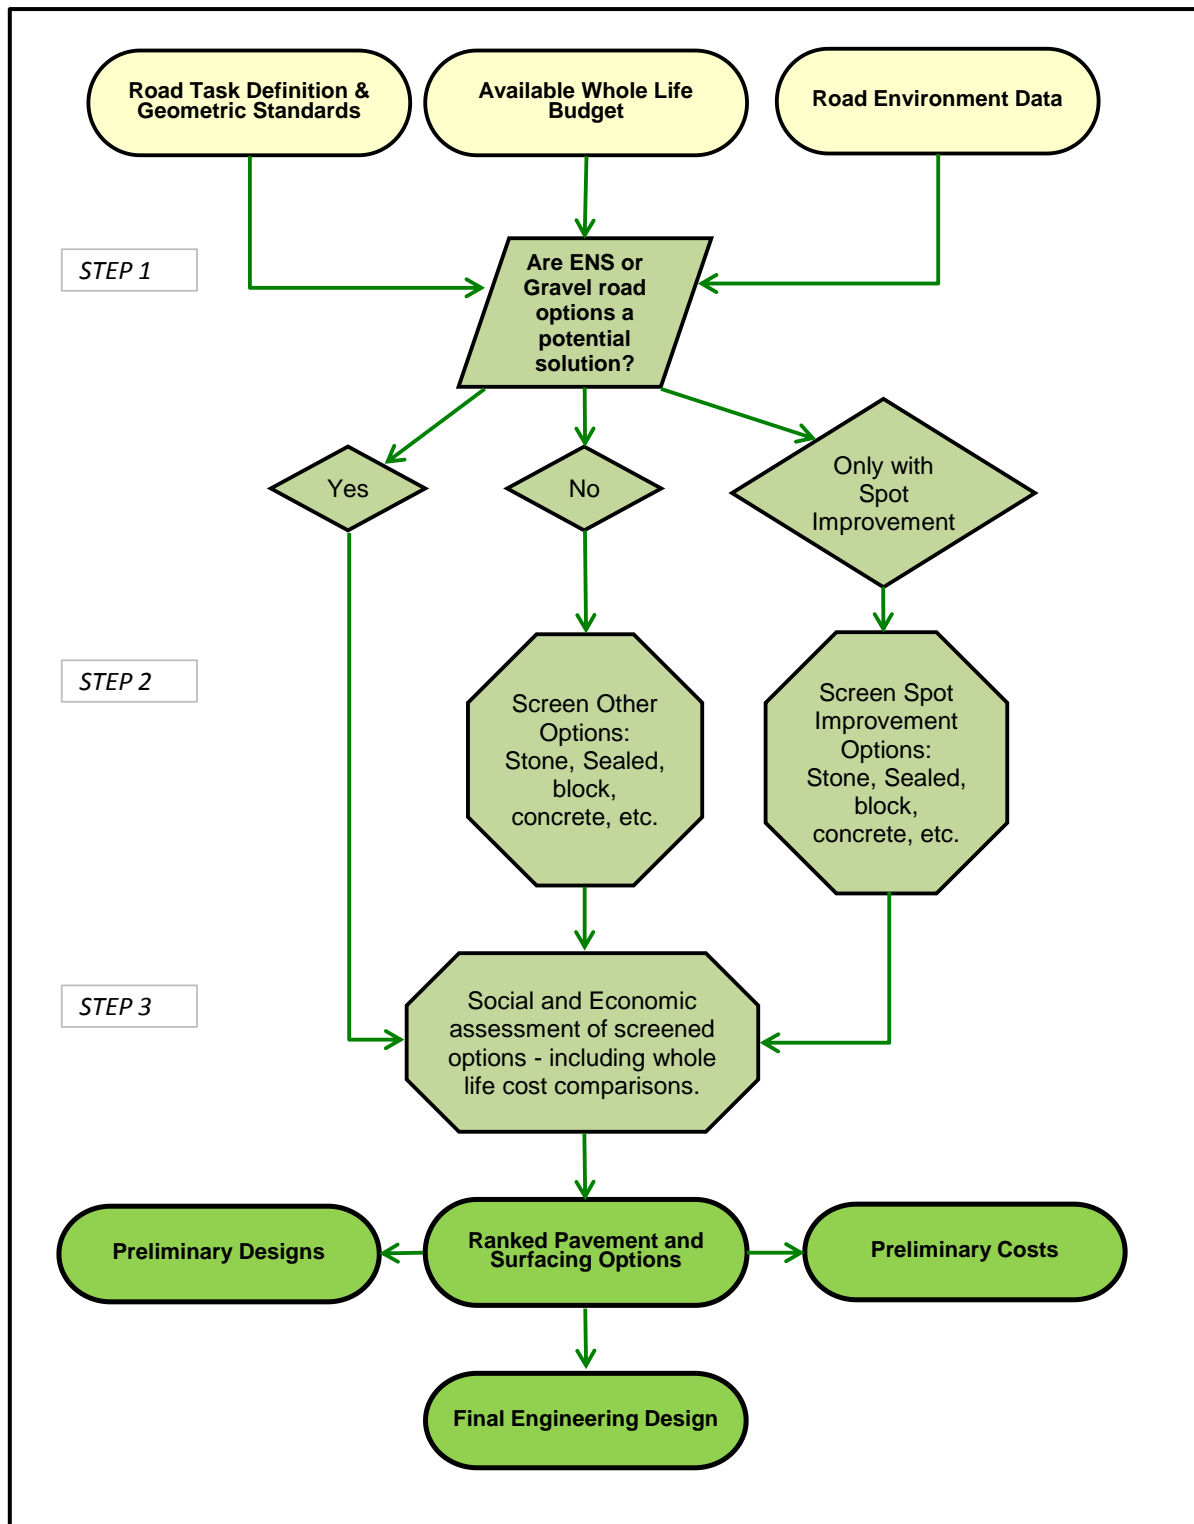 Road Task Definition &
Geometric Standards
Available Whole Life
Budget
Road Environment Data
STEP 1
Are ENS or
Gravel road
options a
potential
solution?
Yes
No
Only with
Spot
Improvement
STEP 2
Screen Other
Options:
Stone, Sealed,
block,
concrete, etc.
Screen Spot
Improvement
Options:
Stone, Sealed,
block,
concrete, etc.
STEP 3
Social and Economic
assessment of screened
options - including whole
life cost comparisons.
Preliminary Designs
Ranked Pavement and
Surfacing Options
Preliminary Costs
Final Engineering Design